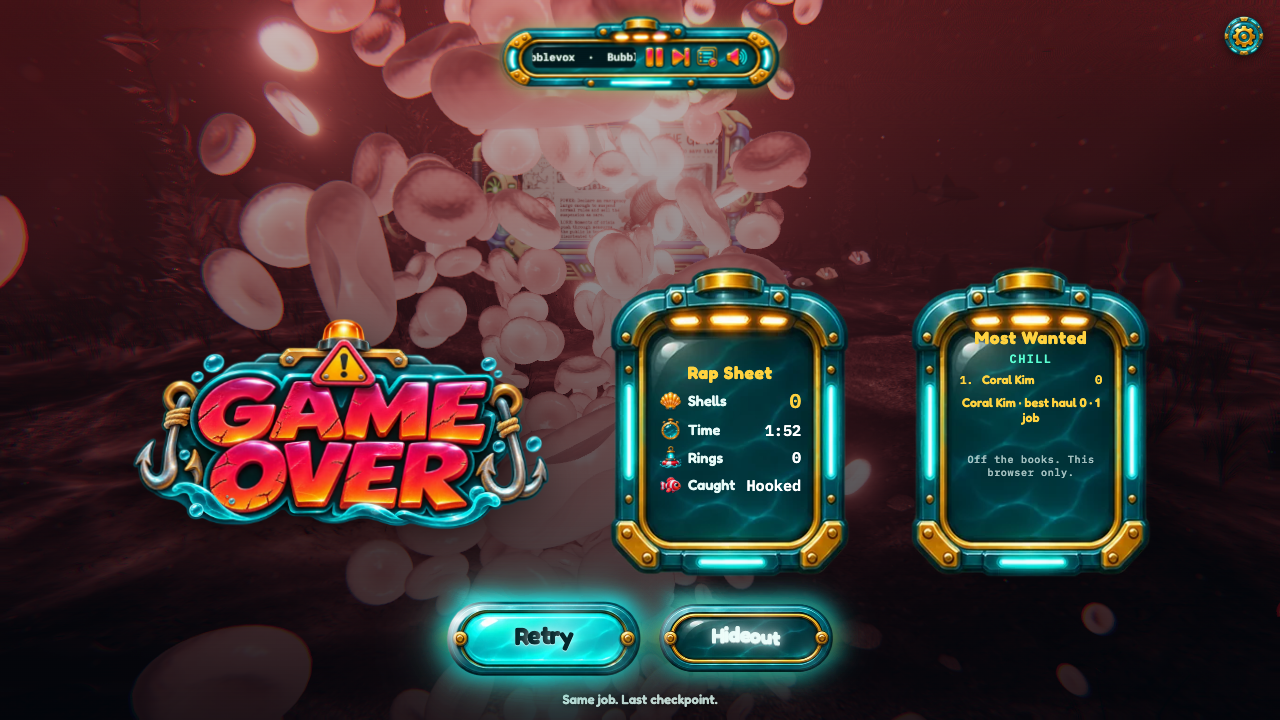 blevox · Bubbl
GAME
OVER
Rap Sheet
Shells 0
Time 1:52
Rings 0
Caught Hooked
Most Wanted
CHILL
1. Coral Kim 0
Coral Kim · best haul 0 · 1
job
Off the books. This
browser only.
Retry
Hideout
Same job. Last checkpoint.